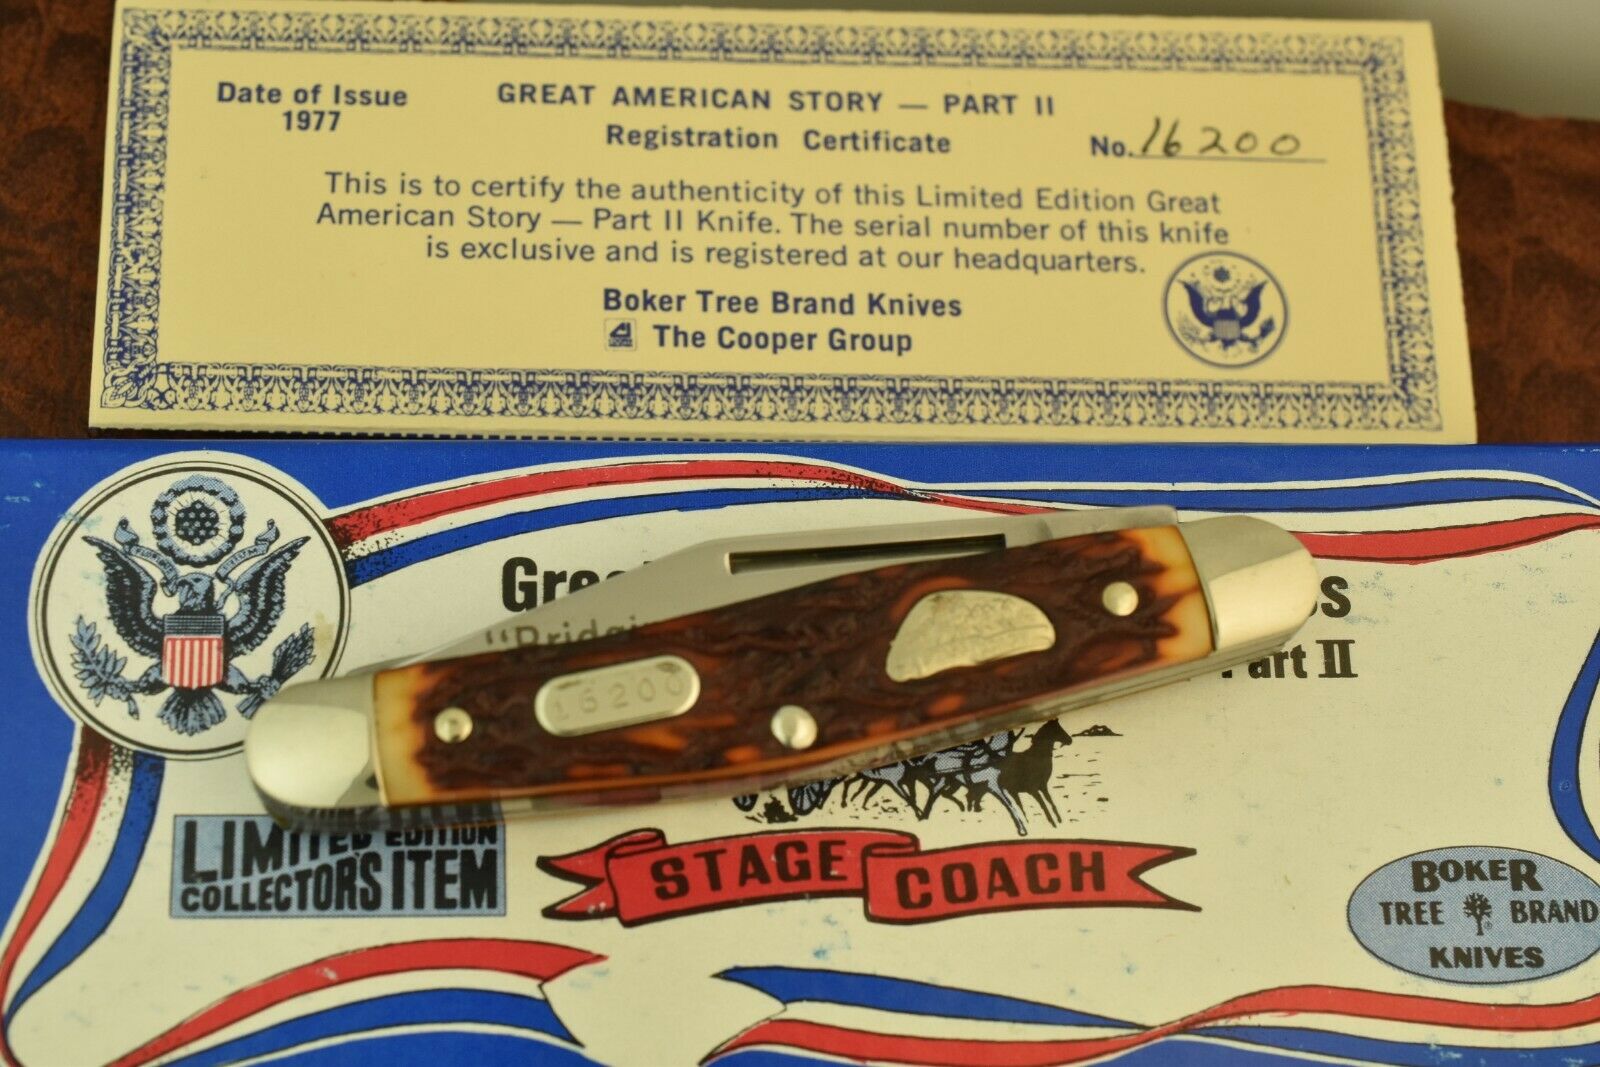 Date of Issue
1977
GREAT AMERICAN STORY — PART II
Registration Certificate
No. 16200
This is to certify the authenticity of this Limited Edition Great
American Story — Part II Knife. The serial number of this knife
is exclusive and is registered at our headquarters.
Boker Tree Brand Knives
The Cooper Group
Part II
16200
LIMITED EDITION
COLLECTORS ITEM
STAGE COACH
BOKER
TREE BRAND
KNIVES